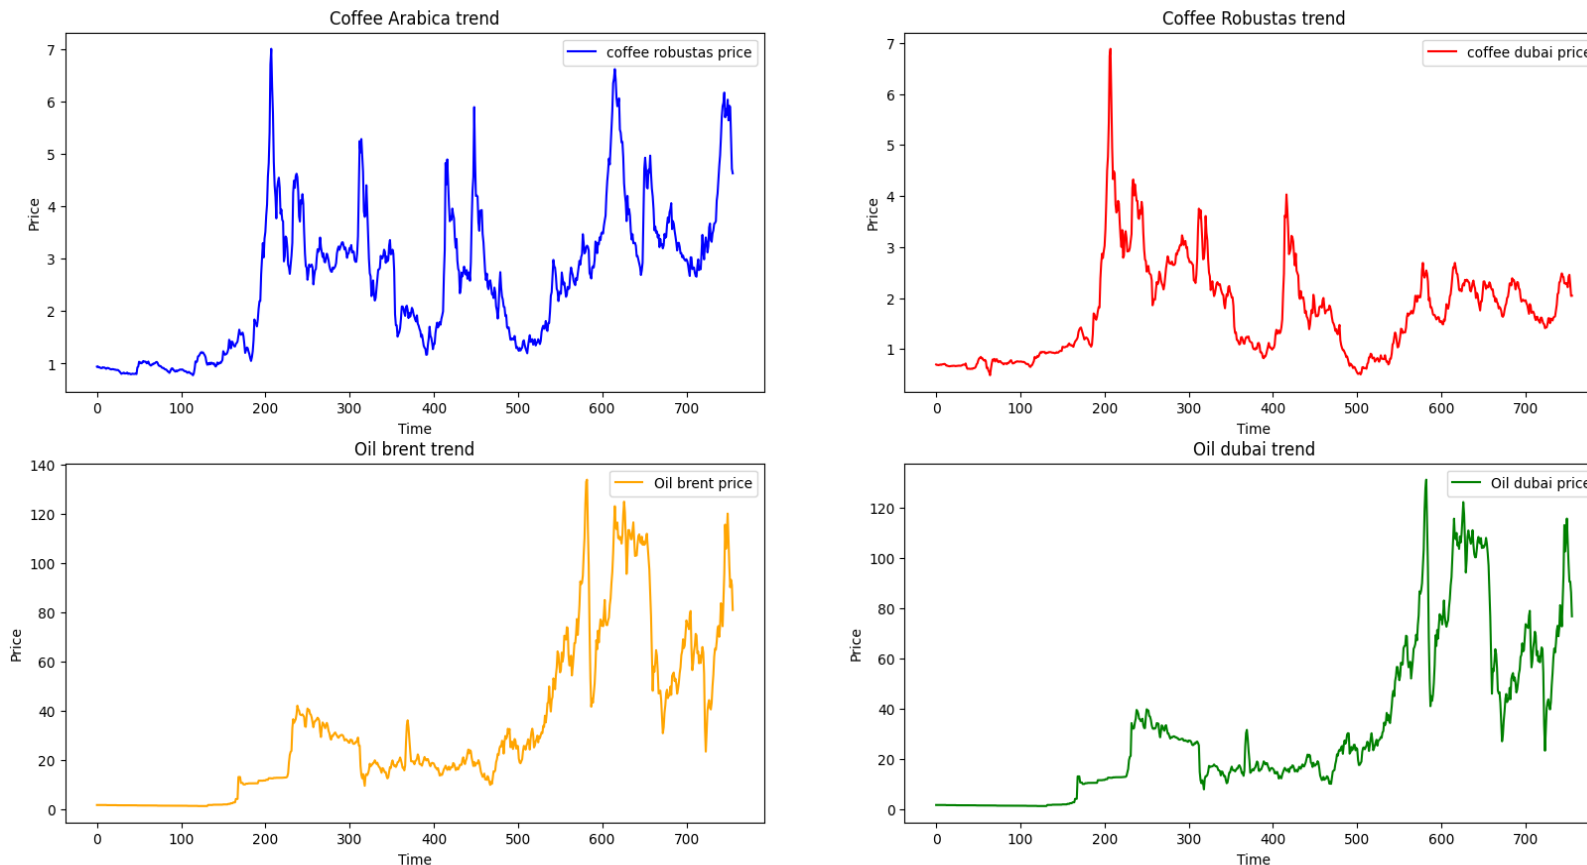 Coffee Arabica trend
coffee robustas price
Price
7
6
5
4
3
2
1
0 100 200 300 400 500 600 700
Time
Coffee Robustas trend
coffee dubai price
Price
7
6
5
4
3
2
1
0 100 200 300 400 500 600 700
Time
Oil brent trend
Oil brent price
Price
140
120
100
80
60
40
20
0
0 100 200 300 400 500 600 700
Time
Oil dubai trend
Oil dubai price
Price
120
100
80
60
40
20
0
0 100 200 300 400 500 600 700
Time